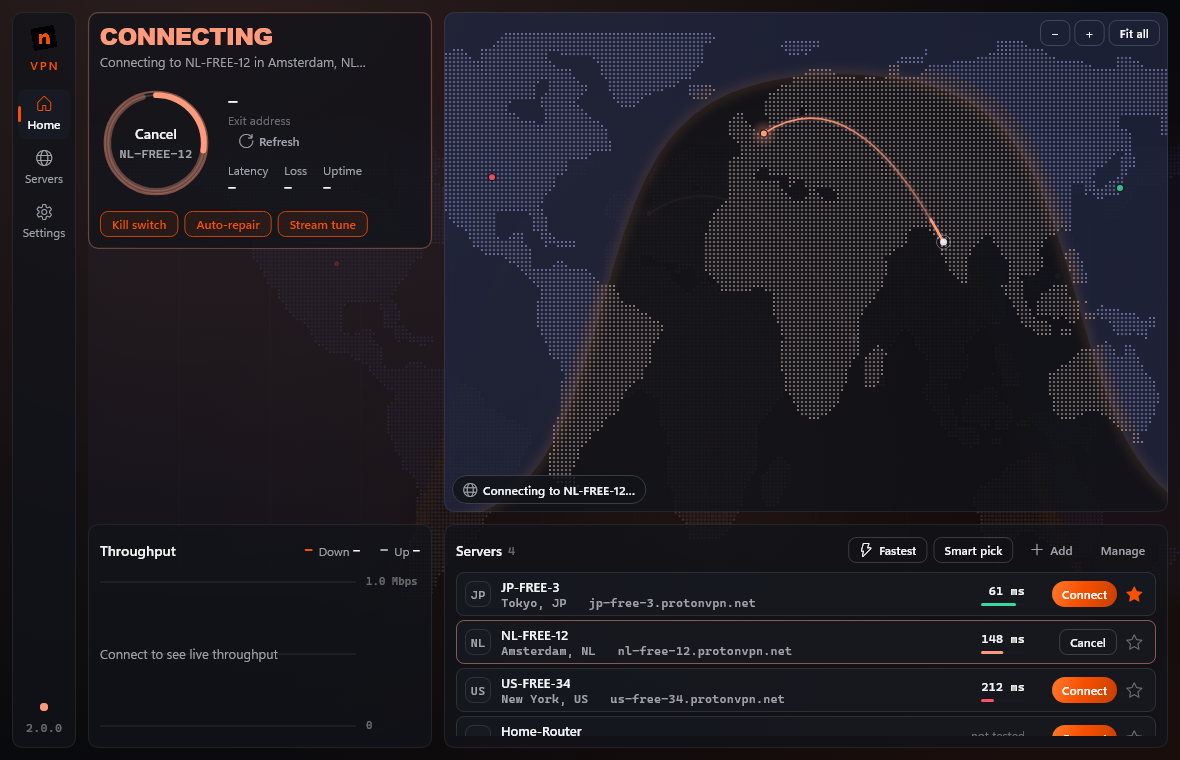 n
VPN
Home
Servers
Settings
2.0.0
CONNECTING
Connecting to NL-FREE-12 in Amsterdam, NL...
Cancel
NL-FREE-12
–
Exit address
Refresh
Latency Loss Uptime
– – –
Kill switch Auto-repair Stream tune
− + Fit all
Connecting to NL-FREE-12...
Throughput Down – Up –
1.0 Mbps
Connect to see live throughput
0
Servers 4 Fastest Smart pick + Add Manage
JP JP-FREE-3 61 ms Connect
Tokyo, JP jp-free-3.protonvpn.net
NL NL-FREE-12 148 ms Cancel
Amsterdam, NL nl-free-12.protonvpn.net
US US-FREE-34 212 ms Connect
New York, US us-free-34.protonvpn.net
Home-Router not tested